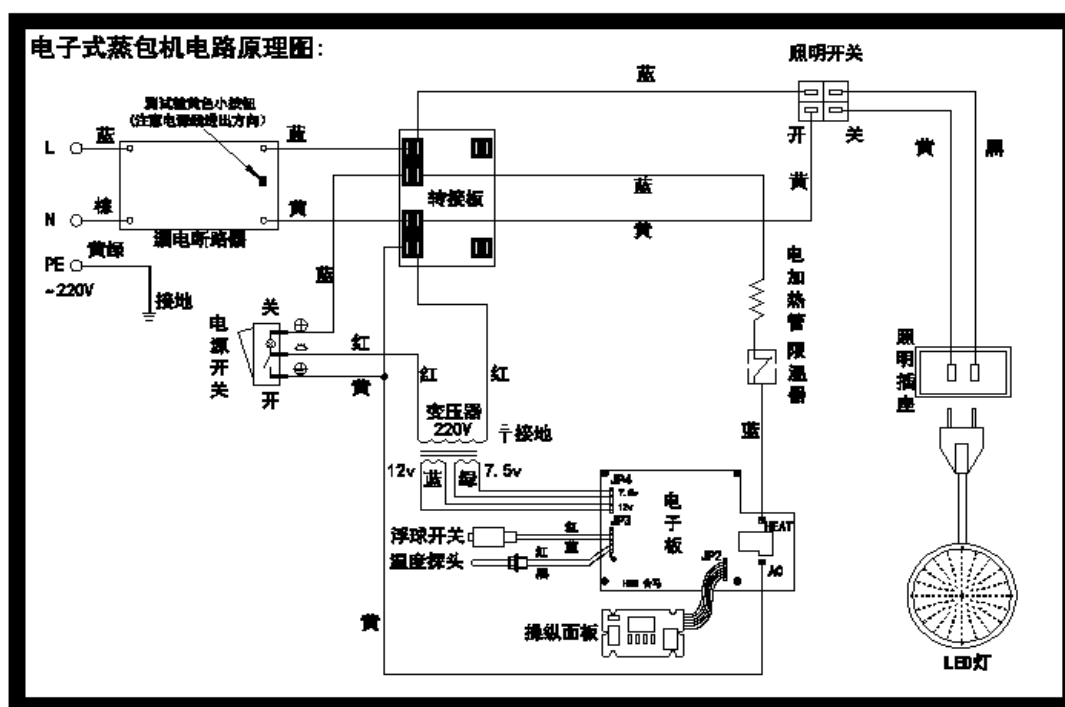 电子式蒸包机电路原理图:
照明开关
蓝
测试键黄色小按钮
(注意电源线进出方向)
L
蓝
蓝
开
关
黄
黑
黄
转接板
蓝
N
棕
黄
黄
漏电断路器
PE
黄绿
~220V
接地
蓝
电加热管
关
电源开关
红
红
红
限温器
照明插座
开
黄
变压器
220V
接地
蓝
12v
蓝
绿
7.5v
JP4
7.5v
12v
电子板
JP3
HEAT
浮球开关
红
蓝
温度探头
红
黑
JP2
AC
黄
操纵面板
LED灯